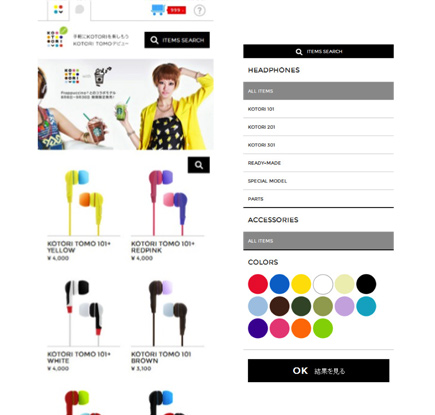 手軽にKOTORIを楽しもう
KOTORI TOMOデビュー
ITEMS SEARCH
with
KOTORI TOMO 101+
YELLOW
¥ 4,000
KOTORI TOMO 101+
REDPINK
¥ 4,000
KOTORI TOMO 101+
WHITE
¥ 4,000
KOTORI TOMO 101
BROWN
¥ 3,100
ITEMS SEARCH
HEADPHONES
ALL ITEMS
KOTORI 101
KOTORI 201
KOTORI 301
READY-MADE
SPECIAL MODEL
PARTS
ACCESSORIES
ALL ITEMS
COLORS
OK 結果を見る